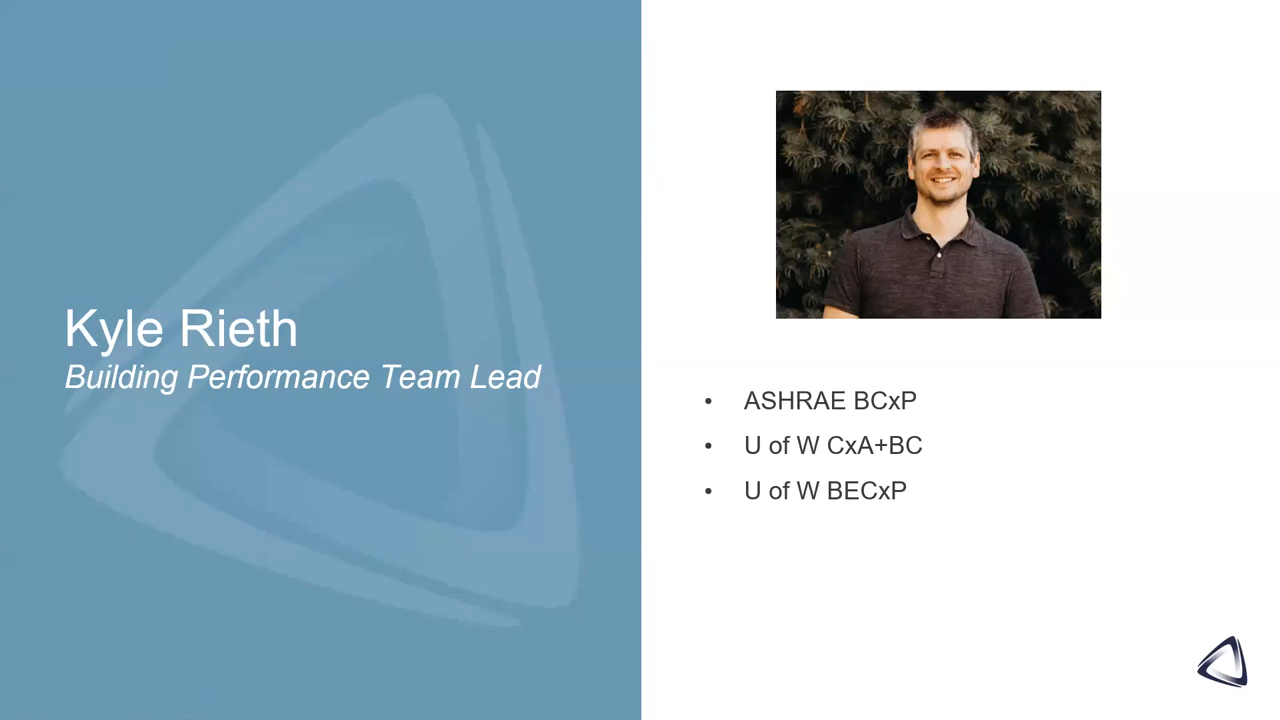 Kyle Rieth
Building Performance Team Lead
• ASHRAE BCxP
• U of W CxA+BC
• U of W BECxP